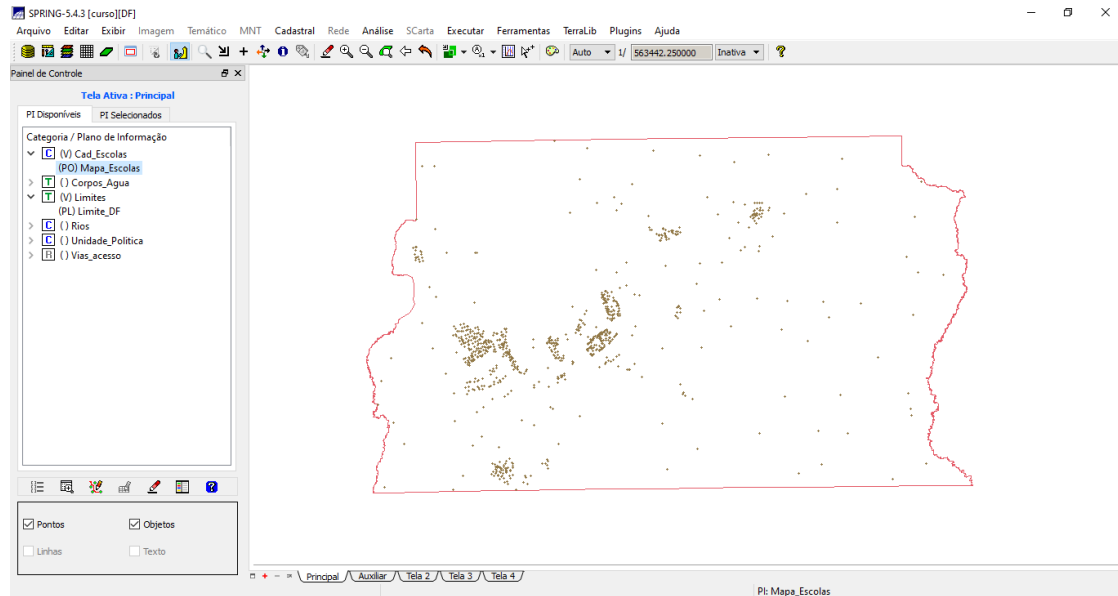 SPRING-5.4.3 [curso][DF]
Arquivo Editar Exibir Imagem Temático MNT Cadastral Rede Análise SCarta Executar Ferramentas TerraLib Plugins Ajuda
Auto 1/ 563442.250000 Inativa
Painel de Controle
Tela Ativa : Principal
PI Disponíveis PI Selecionados
Categoria / Plano de Informação
C (V) Cad_Escolas
(PO) Mapa_Escolas
T ( ) Corpos_Agua
T (V) Limites
(PL) Limite_DF
C ( ) Rios
C ( ) Unidade_Politica
R ( ) Vias_acesso
Pontos Objetos
Linhas Texto
Principal Auxiliar Tela 2 Tela 3 Tela 4
PI: Mapa_Escolas